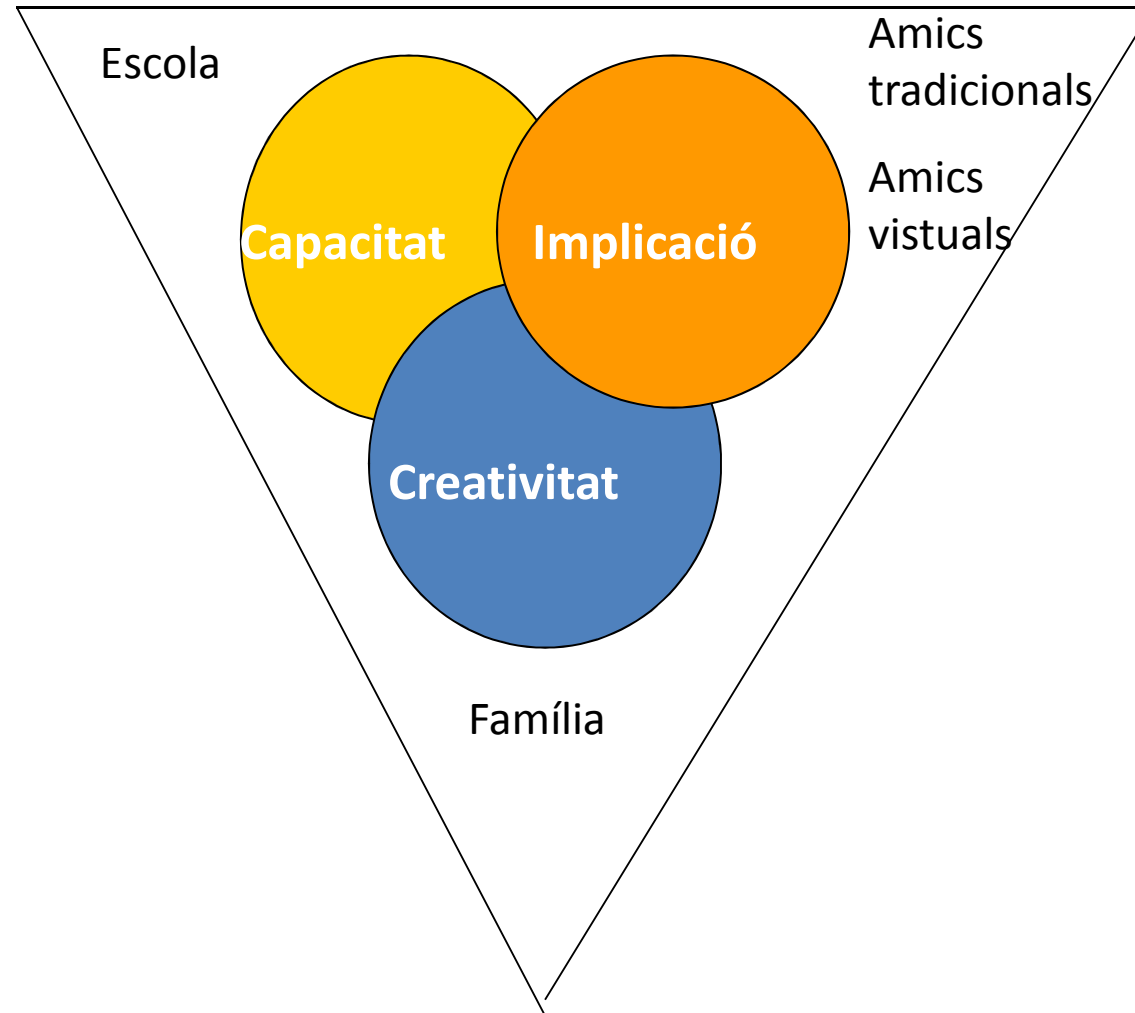 Escola
Amics
tradicionals
Amics
vistuals
Capacitat
Implicació
Creativitat
Família